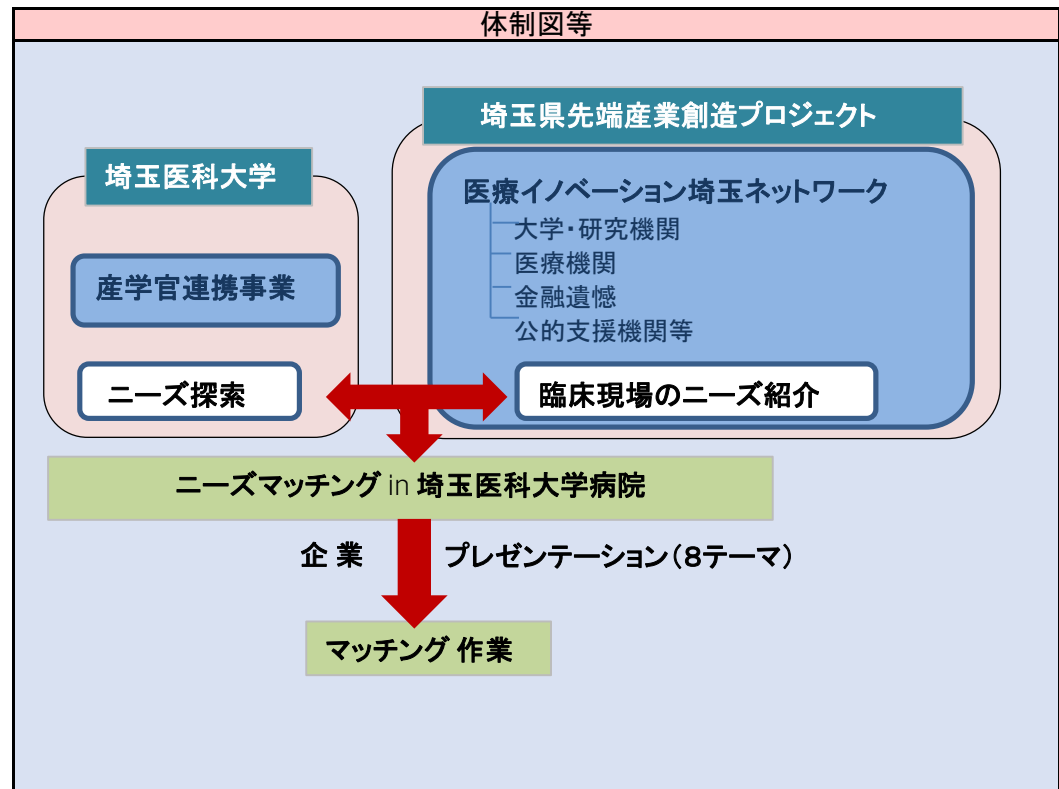 体制図等
埼玉県先端産業創造プロジェクト
埼玉医科大学
医療イノベーション埼玉ネットワーク
大学・研究機関
医療機関
金融遺憾
公的支援機関等
産学官連携事業
ニーズ探索
臨床現場のニーズ紹介
ニーズマッチング in 埼玉医科大学病院
企 業 プレゼンテーション(8テーマ)
マッチング 作業